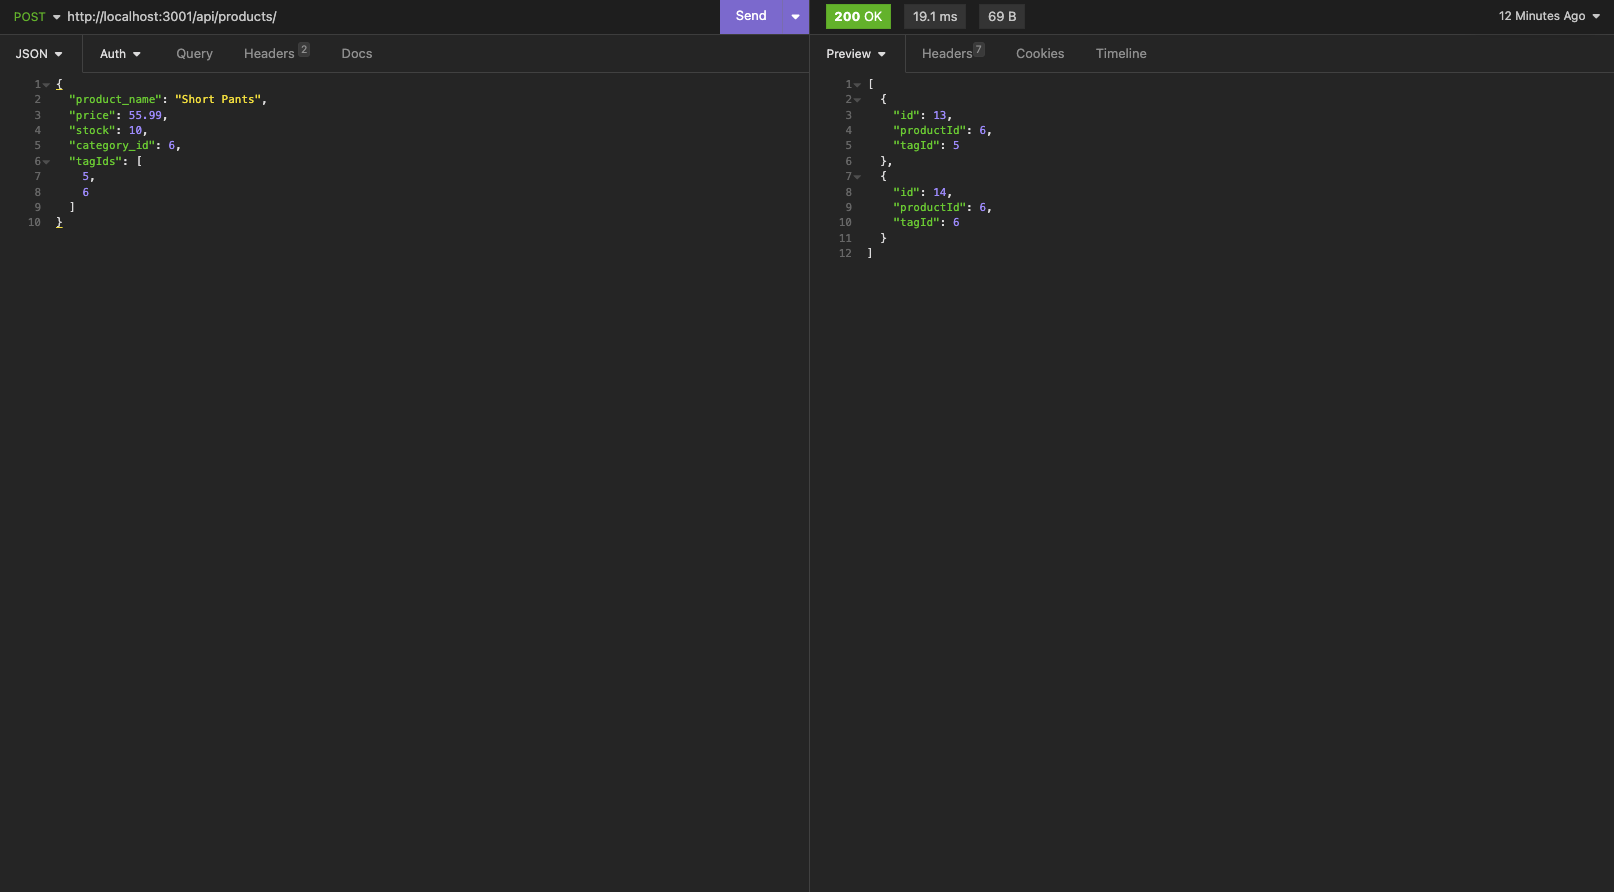 POST http://localhost:3001/api/products/ Send 200 OK 19.1 ms 69 B 12 Minutes Ago
JSON Auth Query Headers 2 Docs
1 {
2 "product_name": "Short Pants",
3 "price": 55.99,
4 "stock": 10,
5 "category_id": 6,
6 "tagIds": [
7 5,
8 6
9 ]
10 }
Preview Headers 7 Cookies Timeline
1 [
2 {
3 "id": 13,
4 "productId": 6,
5 "tagId": 5
6 },
7 {
8 "id": 14,
9 "productId": 6,
10 "tagId": 6
11 }
12 ]